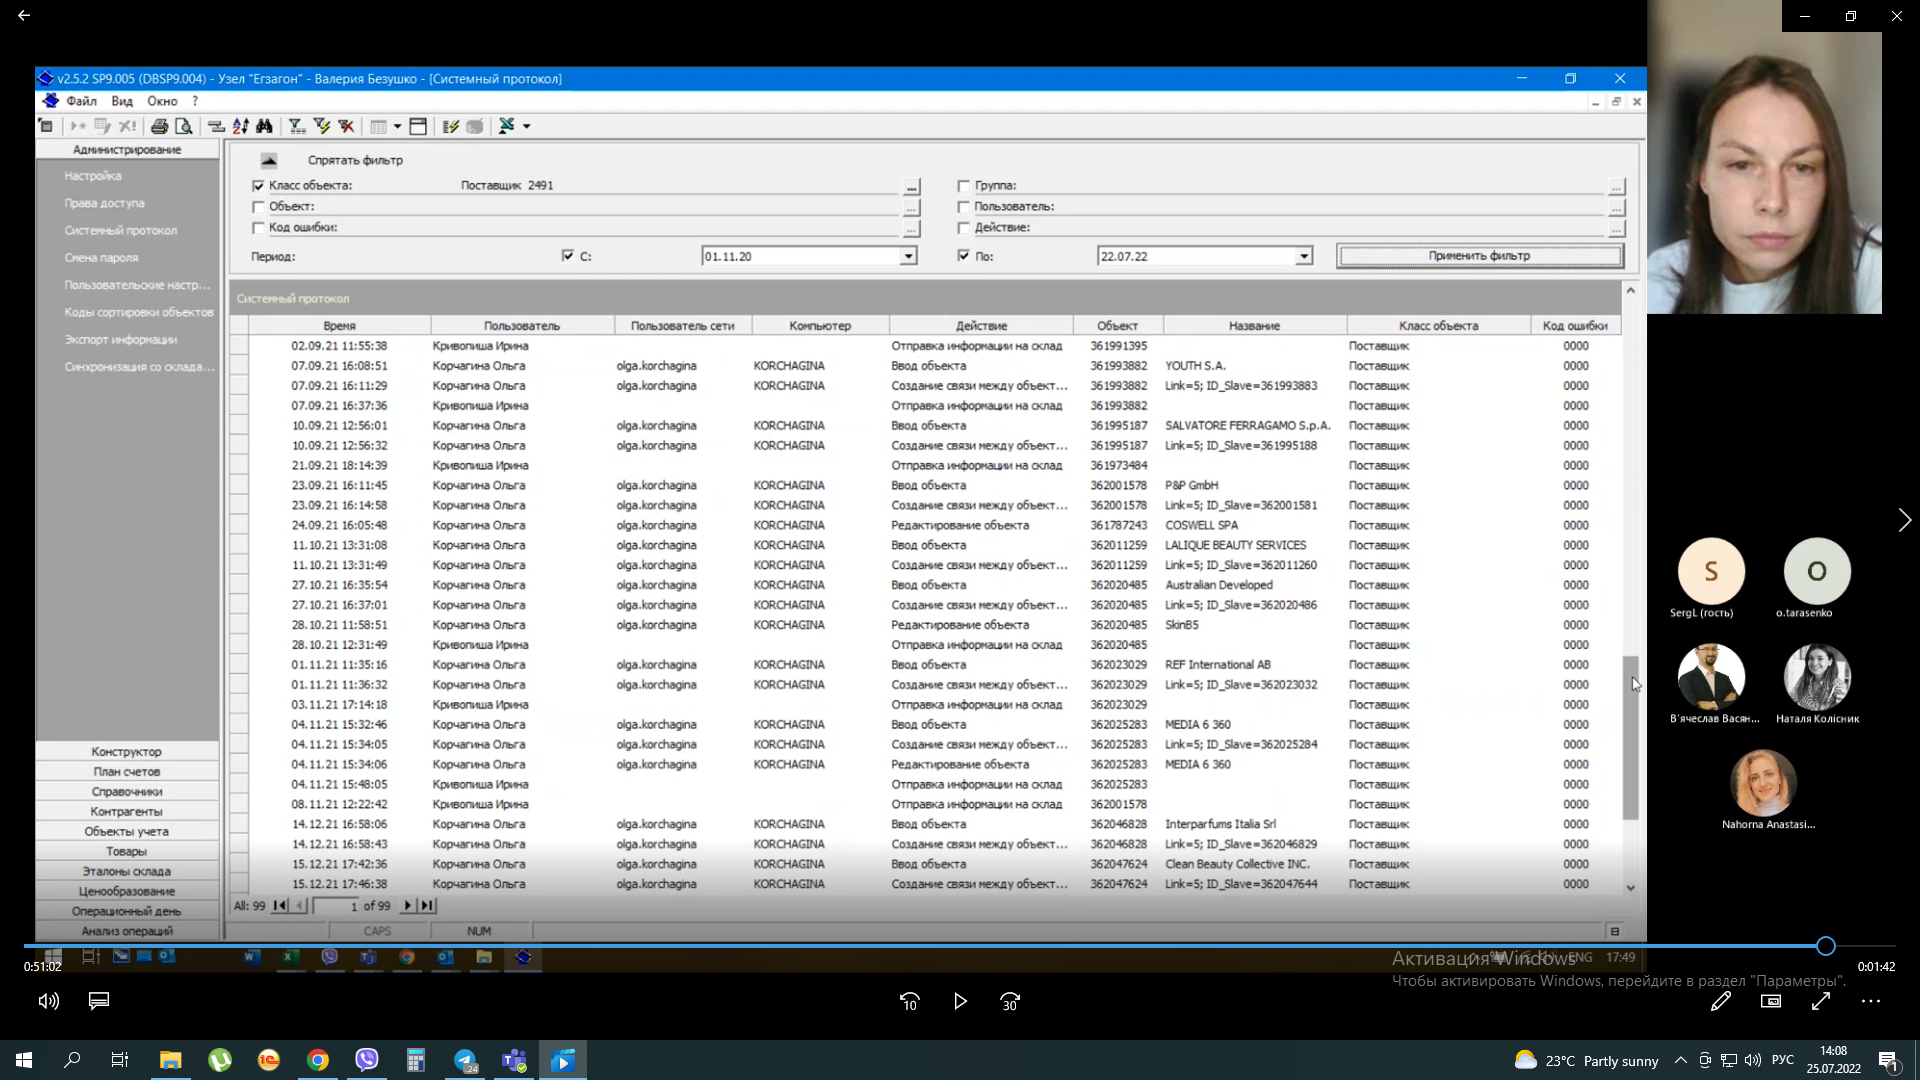 v2.5.2 SP9.005 (DBSP9.004) - Узел "Егзагон" - Валерия Безушко - [Системный протокол]
Файл Вид Окно ?
Администрирование
Настройка
Права доступа
Системный протокол
Смена пароля
Пользовательские настр...
Коды сортировки объектов
Экспорт информации
Синхронизация со склада...
Конструктор
План счетов
Справочники
Контрагенты
Объекты учета
Товары
Эталоны склада
Ценообразование
Операционный день
Анализ операций
Спрятать фильтр
Класс объекта: Поставщик 2491 ... Группа: ...
Объект: ... Пользователь: ...
Код ошибки: ... Действие: ...
Период: С: 01.11.20 По: 22.07.22 Применить фильтр
Системный протокол
Время Пользователь Пользователь сети Компьютер Действие Объект Название Класс объекта Код ошибки
02.09.21 11:55:38 Кривопиша Ирина Отправка информации на склад 361991395 Поставщик 0000
07.09.21 16:08:51 Корчагина Ольга olga.korchagina KORCHAGINA Ввод объекта 361993882 YOUTH S.A. Поставщик 0000
07.09.21 16:11:29 Корчагина Ольга olga.korchagina KORCHAGINA Создание связи между объект... 361993882 Link=5; ID_Slave=361993883 Поставщик 0000
07.09.21 16:37:36 Кривопиша Ирина Отправка информации на склад 361993882 Поставщик 0000
10.09.21 12:56:01 Корчагина Ольга olga.korchagina KORCHAGINA Ввод объекта 361995187 SALVATORE FERRAGAMO S.p.A. Поставщик 0000
10.09.21 12:56:32 Корчагина Ольга olga.korchagina KORCHAGINA Создание связи между объект... 361995187 Link=5; ID_Slave=361995188 Поставщик 0000
21.09.21 18:14:39 Кривопиша Ирина Отправка информации на склад 361973484 Поставщик 0000
23.09.21 16:11:45 Корчагина Ольга olga.korchagina KORCHAGINA Ввод объекта 362001578 P&P GmbH Поставщик 0000
23.09.21 16:14:58 Корчагина Ольга olga.korchagina KORCHAGINA Создание связи между объект... 362001578 Link=5; ID_Slave=362001581 Поставщик 0000
24.09.21 16:05:48 Корчагина Ольга olga.korchagina KORCHAGINA Редактирование объекта 361787243 COSWELL SPA Поставщик 0000
11.10.21 13:31:08 Корчагина Ольга olga.korchagina KORCHAGINA Ввод объекта 362011259 LALIQUE BEAUTY SERVICES Поставщик 0000
11.10.21 13:31:49 Корчагина Ольга olga.korchagina KORCHAGINA Создание связи между объект... 362011259 Link=5; ID_Slave=362011260 Поставщик 0000
27.10.21 16:35:54 Корчагина Ольга olga.korchagina KORCHAGINA Ввод объекта 362020485 Australian Developed Поставщик 0000
27.10.21 16:37:01 Корчагина Ольга olga.korchagina KORCHAGINA Создание связи между объект... 362020485 Link=5; ID_Slave=362020486 Поставщик 0000
28.10.21 11:58:51 Корчагина Ольга olga.korchagina KORCHAGINA Редактирование объекта 362020485 SkinB5 Поставщик 0000
28.10.21 12:31:49 Кривопиша Ирина Отправка информации на склад 362020485 Поставщик 0000
01.11.21 11:35:16 Корчагина Ольга olga.korchagina KORCHAGINA Ввод объекта 362023029 REF International AB Поставщик 0000
01.11.21 11:36:32 Корчагина Ольга olga.korchagina KORCHAGINA Создание связи между объект... 362023029 Link=5; ID_Slave=362023032 Поставщик 0000
03.11.21 17:14:18 Кривопиша Ирина Отправка информации на склад 362023029 Поставщик 0000
04.11.21 15:32:46 Корчагина Ольга olga.korchagina KORCHAGINA Ввод объекта 362025283 MEDIA 6 360 Поставщик 0000
04.11.21 15:34:05 Корчагина Ольга olga.korchagina KORCHAGINA Создание связи между объект... 362025283 Link=5; ID_Slave=362025284 Поставщик 0000
04.11.21 15:34:06 Корчагина Ольга olga.korchagina KORCHAGINA Редактирование объекта 362025283 MEDIA 6 360 Поставщик 0000
04.11.21 15:48:05 Кривопиша Ирина Отправка информации на склад 362025283 Поставщик 0000
08.11.21 12:22:42 Кривопиша Ирина Отправка информации на склад 362001578 Поставщик 0000
14.12.21 16:58:06 Корчагина Ольга olga.korchagina KORCHAGINA Ввод объекта 362046828 Interparfums Italia Srl Поставщик 0000
14.12.21 16:58:43 Корчагина Ольга olga.korchagina KORCHAGINA Создание связи между объект... 362046828 Link=5; ID_Slave=362046829 Поставщик 0000
15.12.21 17:42:36 Корчагина Ольга olga.korchagina KORCHAGINA Ввод объекта 362047624 Clean Beauty Collective INC. Поставщик 0000
15.12.21 17:46:38 Корчагина Ольга olga.korchagina KORCHAGINA Создание связи между объект... 362047624 Link=5; ID_Slave=362047644 Поставщик 0000
All: 99 1 of 99
CAPS NUM
S
SergL (гость)
O
o.tarasenko
В'ячеслав Васян...
Наталя Колісник
Nahorna Anastasi...
ENG 17:49
0:51:02
0:01:42
Активация Windows
Чтобы активировать Windows, перейдите в раздел "Параметры".
10
30
24
23°C Partly sunny
РУС
14:08
25.07.2022
1